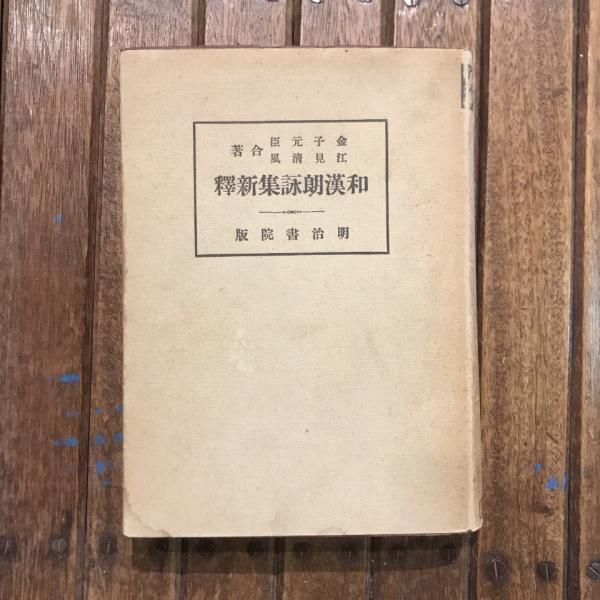 金子元臣
江見清風 合著
和漢朗詠集新釋
明治書院版